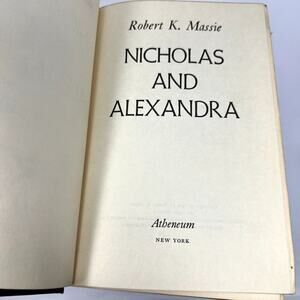 Robert K. Massie
NICHOLAS
AND
ALEXANDRA
Atheneum
NEW YORK